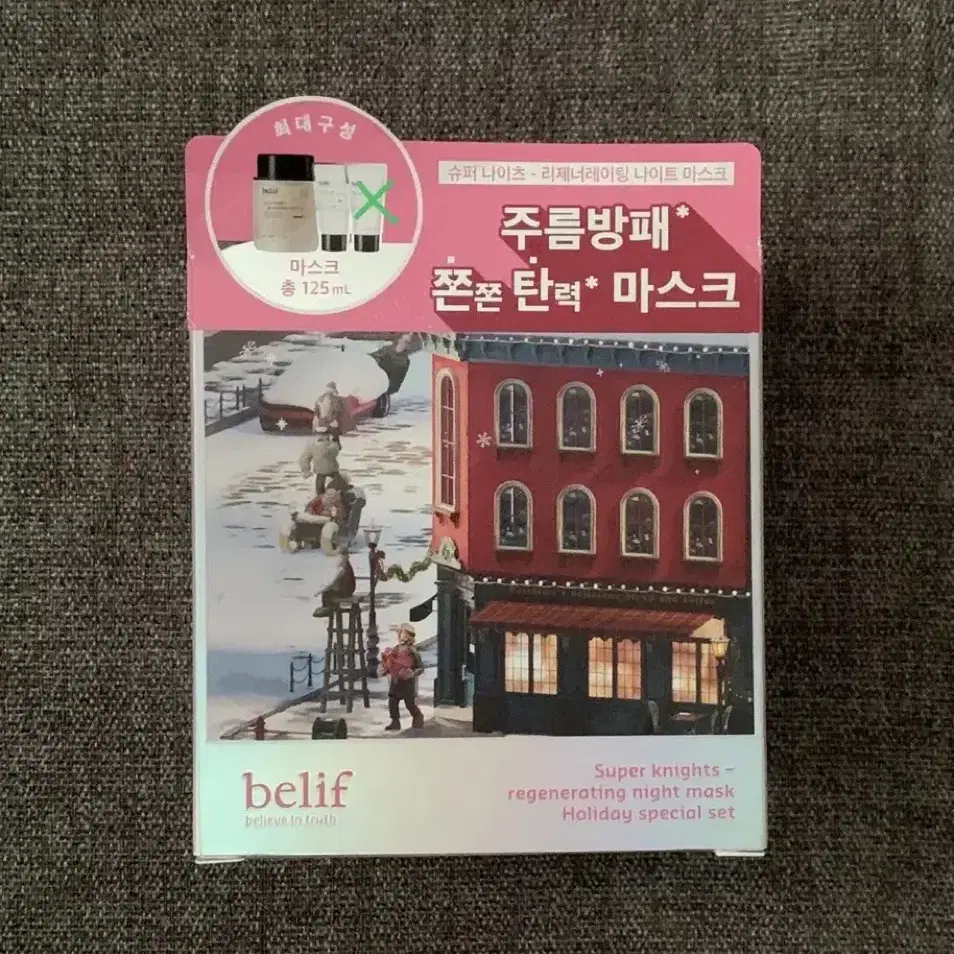 최대구성
belif
마스크
총 125mL
슈퍼 나이츠 - 리제너레이팅 나이트 마스크
주름방패*
쫀쫀 탄력* 마스크
belif
believe in truth
Super knights –
regenerating night mask
Holiday special set